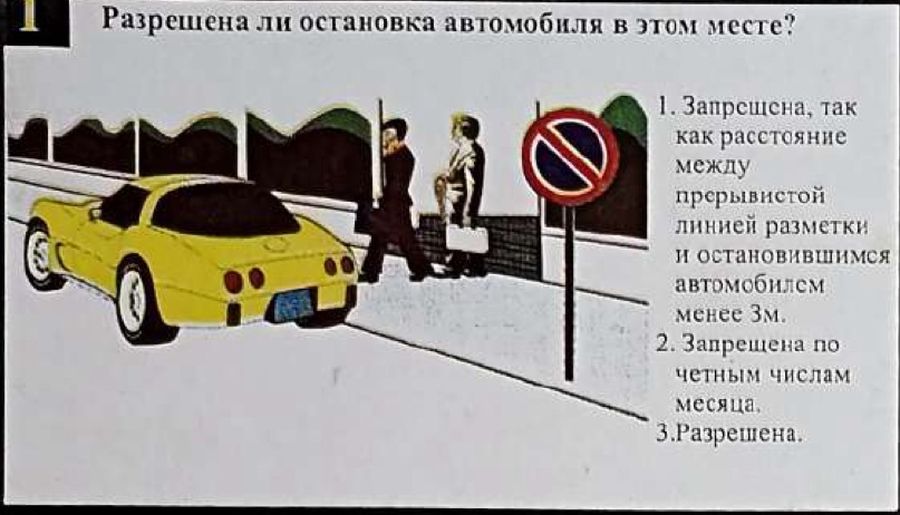 1
Разрешена ли остановка автомобиля в этом месте?
1. Запрещена, так
как расстояние
между
прерывистой
линией разметки
и остановившимся
автомобилем
менее 3м.
2. Запрещена по
четным числам
месяца.
3.Разрешена.